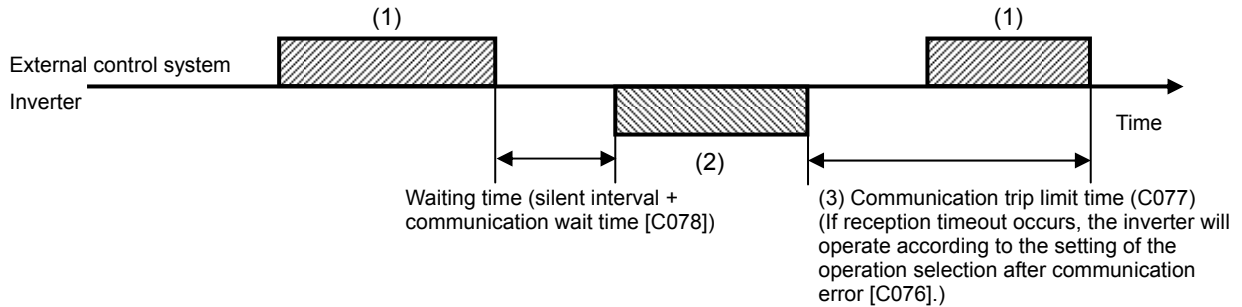 (1)
(1)
External control system
Inverter
Time
(2)
Waiting time (silent interval +
communication wait time [C078])
(3) Communication trip limit time (C077)
(If reception timeout occurs, the inverter will
operate according to the setting of the
operation selection after communication
error [C076].)